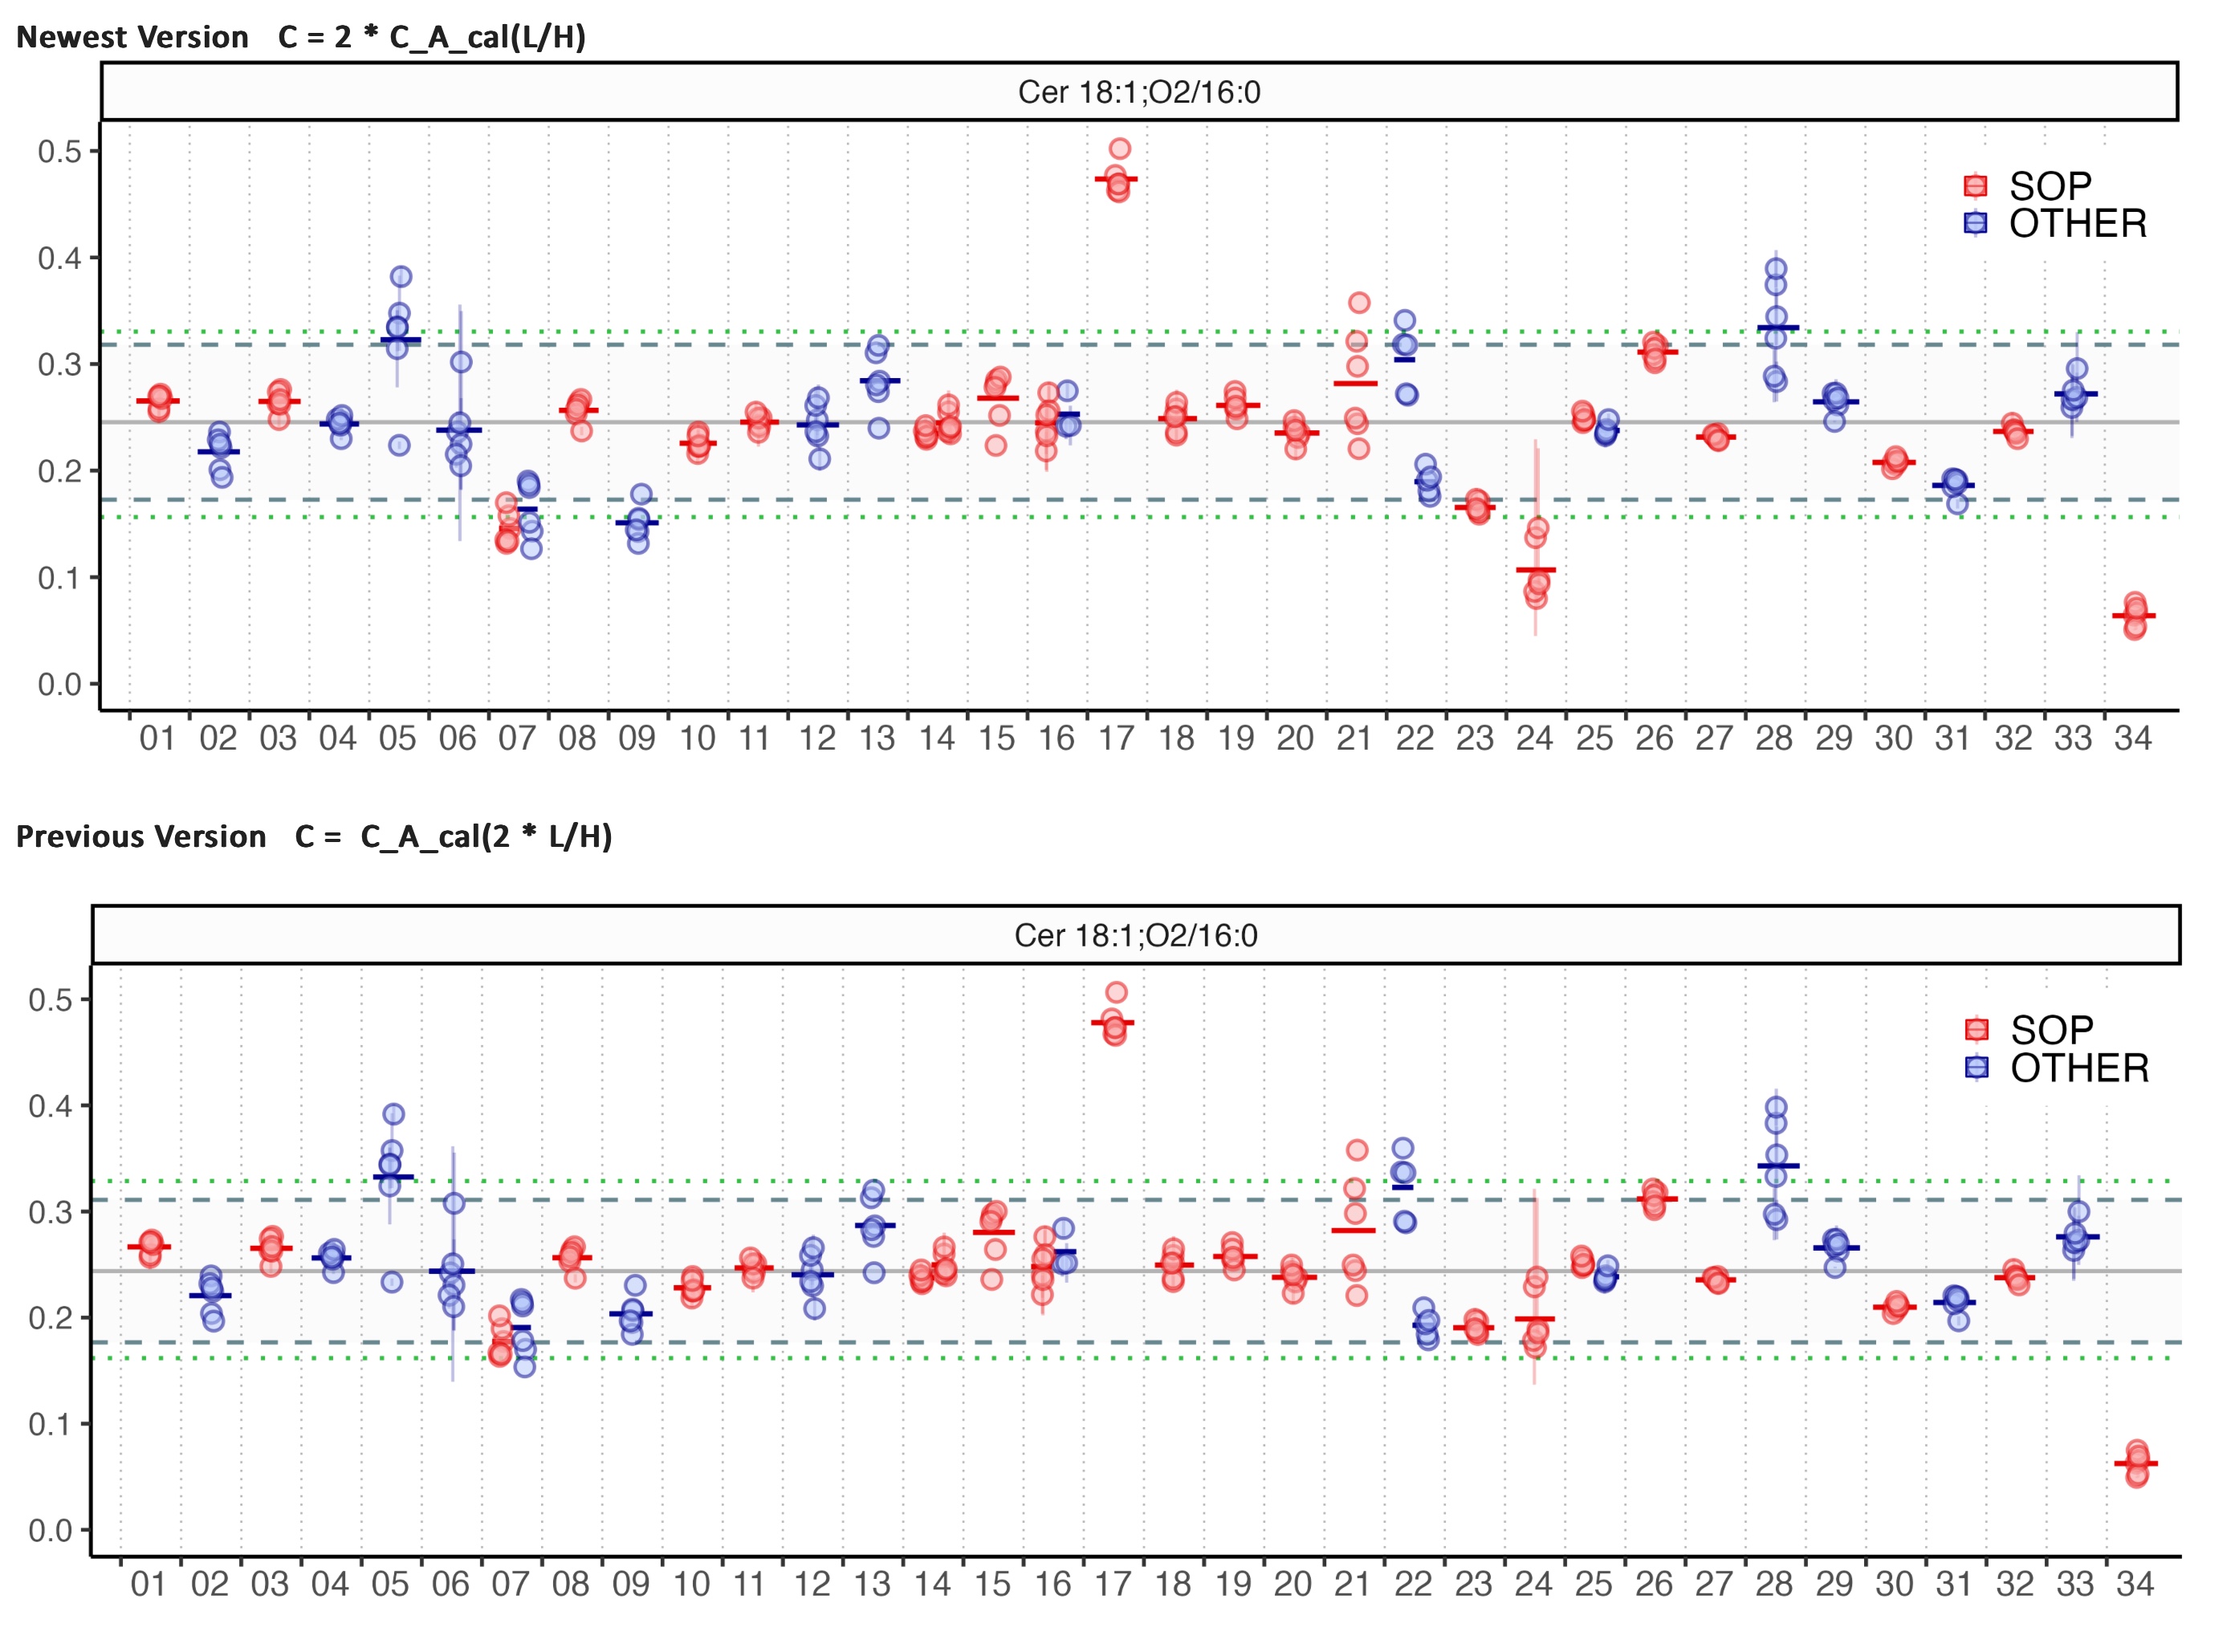 Newest Version C = 2 * C_A_cal(L/H)
Cer 18:1;O2/16:0
0.5
0.4
0.3
0.2
0.1
0.0
SOP
OTHER
01 02 03 04 05 06 07 08 09 10 11 12 13 14 15 16 17 18 19 20 21 22 23 24 25 26 27 28 29 30 31 32 33 34
Previous Version C = C_A_cal(2 * L/H)
Cer 18:1;O2/16:0
0.5
0.4
0.3
0.2
0.1
0.0
SOP
OTHER
01 02 03 04 05 06 07 08 09 10 11 12 13 14 15 16 17 18 19 20 21 22 23 24 25 26 27 28 29 30 31 32 33 34